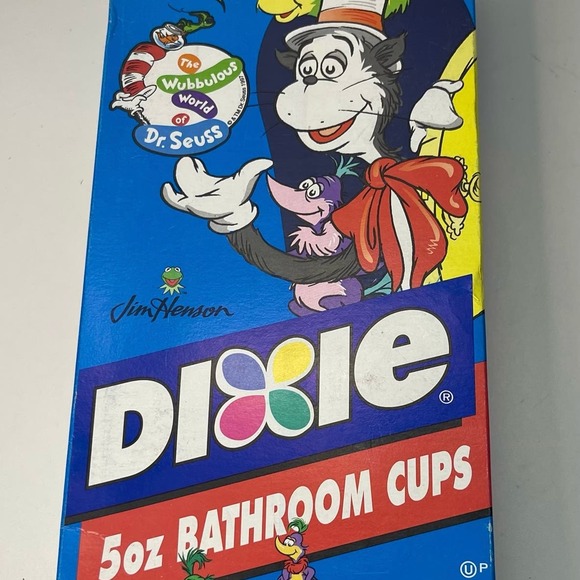 The
Wubbulous
World
of
Dr. Seuss
Jim Henson
DIXIE®
5oz BATHROOM CUPS
Ⓤ P